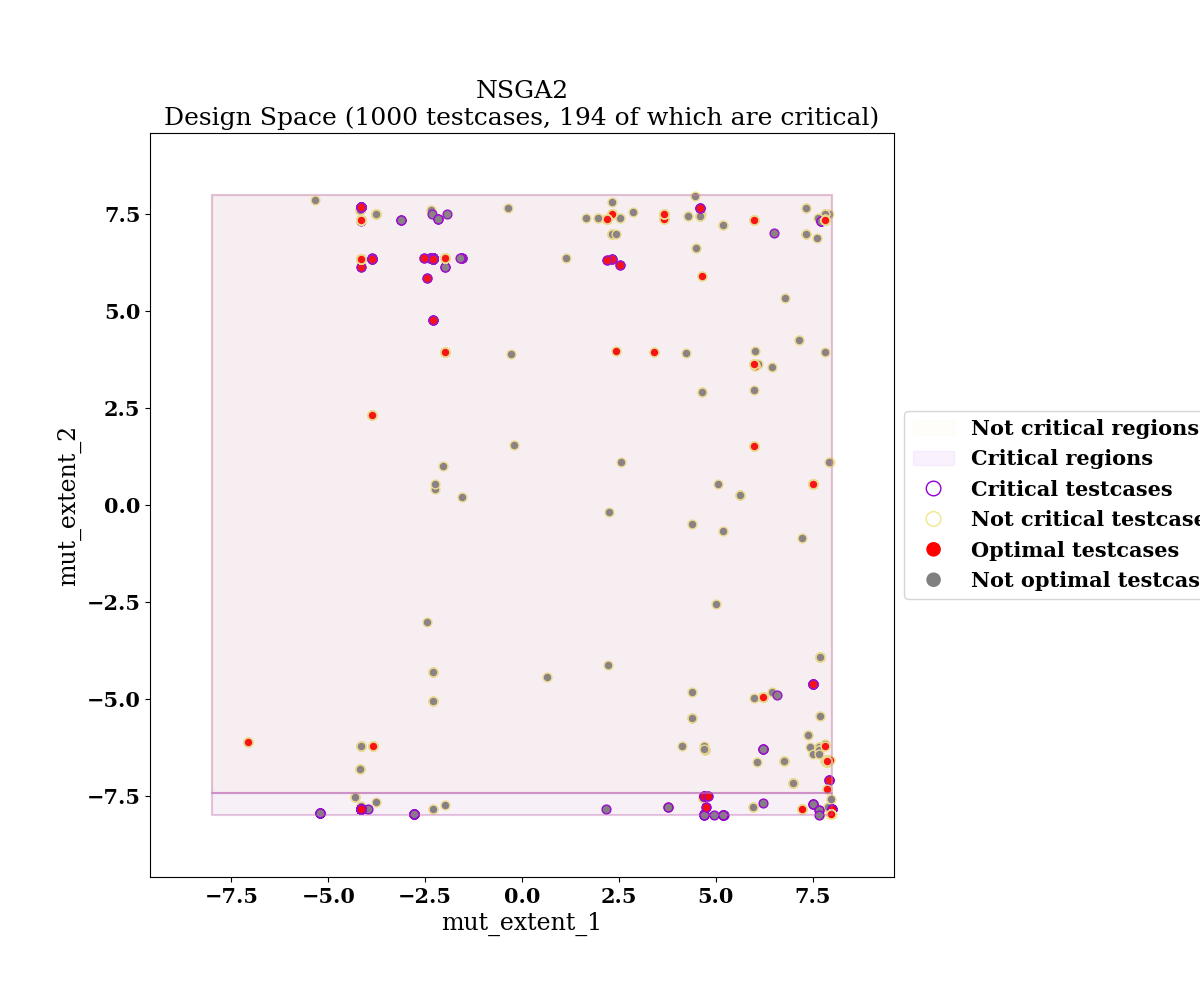 NSGA2
Design Space (1000 testcases, 194 of which are critical)
mut_extent_2
7.5
5.0
2.5
0.0
−2.5
−5.0
−7.5
−7.5
−5.0
−2.5
0.0
2.5
5.0
7.5
mut_extent_1
Not critical regions
Critical regions
Critical testcases
Not critical testcase
Optimal testcases
Not optimal testcas